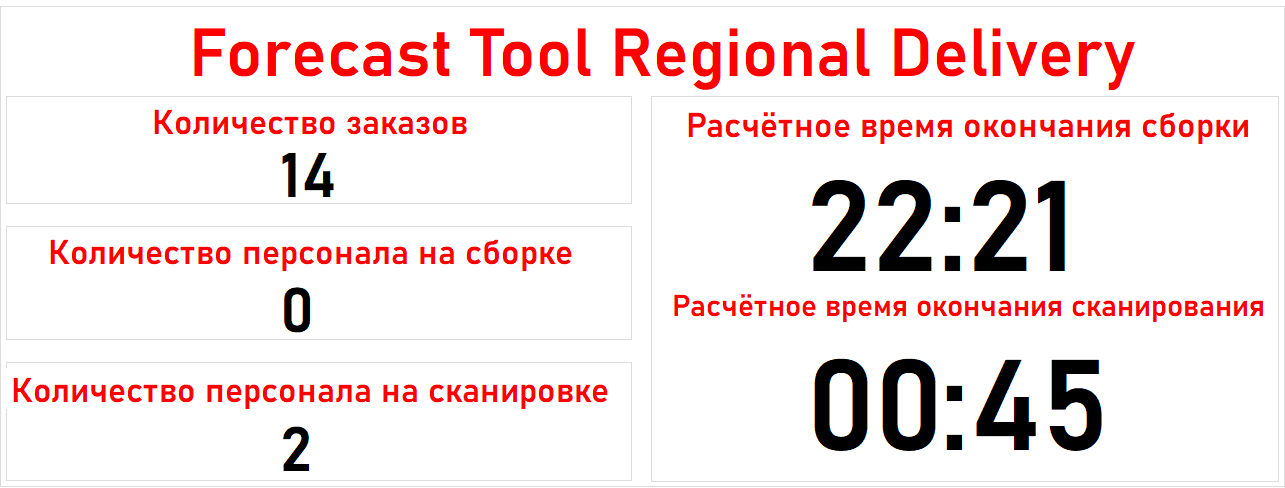 Forecast Tool Regional Delivery
Количество заказов
14
Количество персонала на сборке
0
Количество персонала на сканировке
2
Расчётное время окончания сборки
22:21
Расчётное время окончания сканирования
00:45